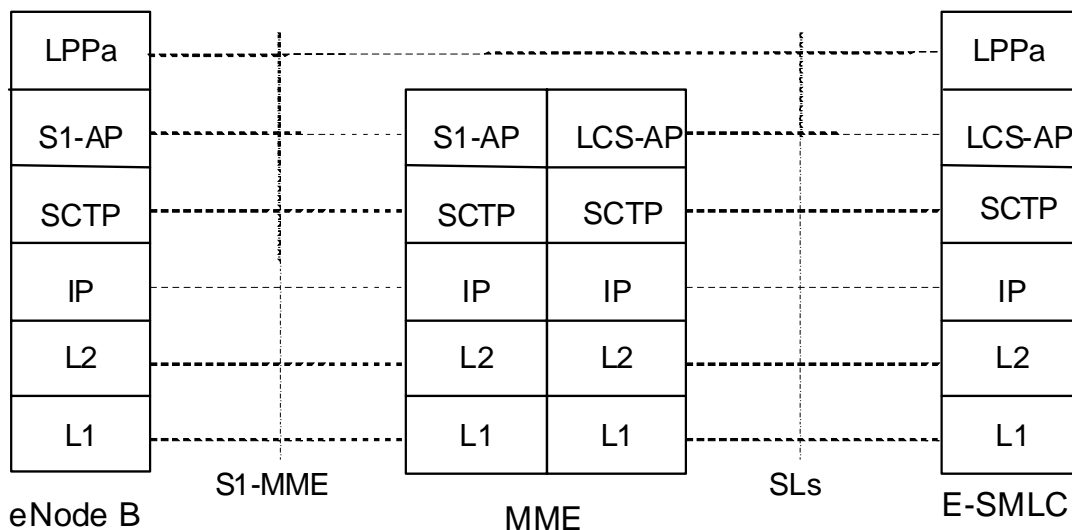 LPPa LPPa
S1-AP S1-AP LCS-AP LCS-AP
SCTP SCTP SCTP SCTP
IP IP IP IP
L2 L2 L2 L2
L1 L1 L1 L1
S1-MME SLs
eNode B MME E-SMLC